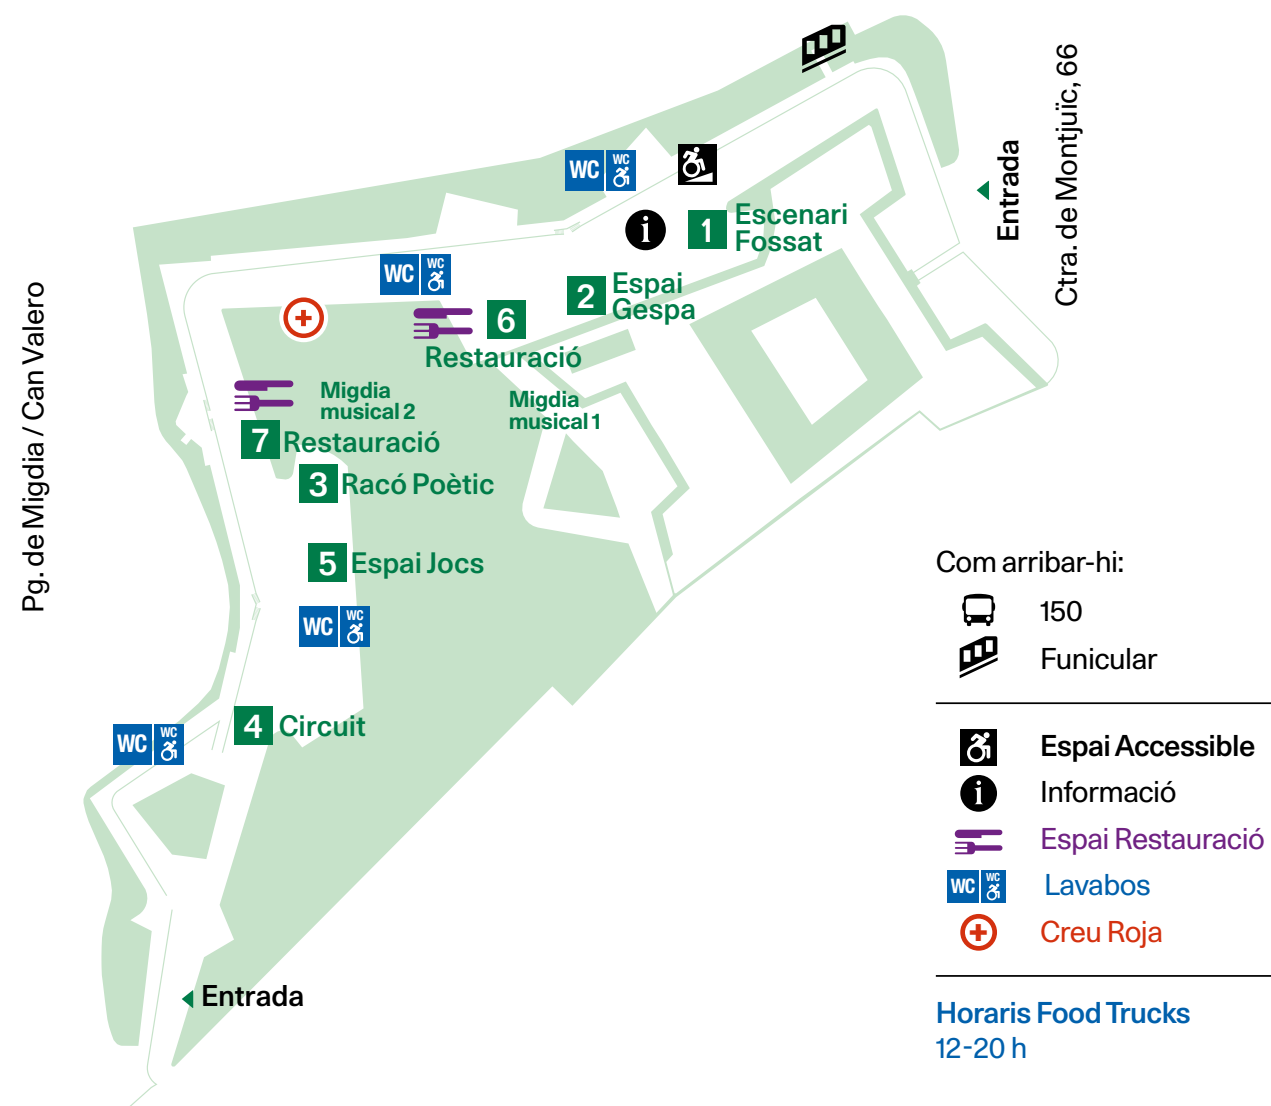 Pg. de Migdia / Can Valero
Ctra. de Montjuïc, 66
Entrada
WC WC
i
1 Escenari
Fossat
WC WC
2 Espai
Gespa
6
Restauració
Migdia
musical 2
Migdia
musical 1
7 Restauració
3 Racó Poètic
5 Espai Jocs
WC WC
4 Circuit
WC WC
Entrada
Com arribar-hi:
150
Funicular
Espai Accessible
i Informació
Espai Restauració
WC WC Lavabos
Creu Roja
Horaris Food Trucks
12-20 h